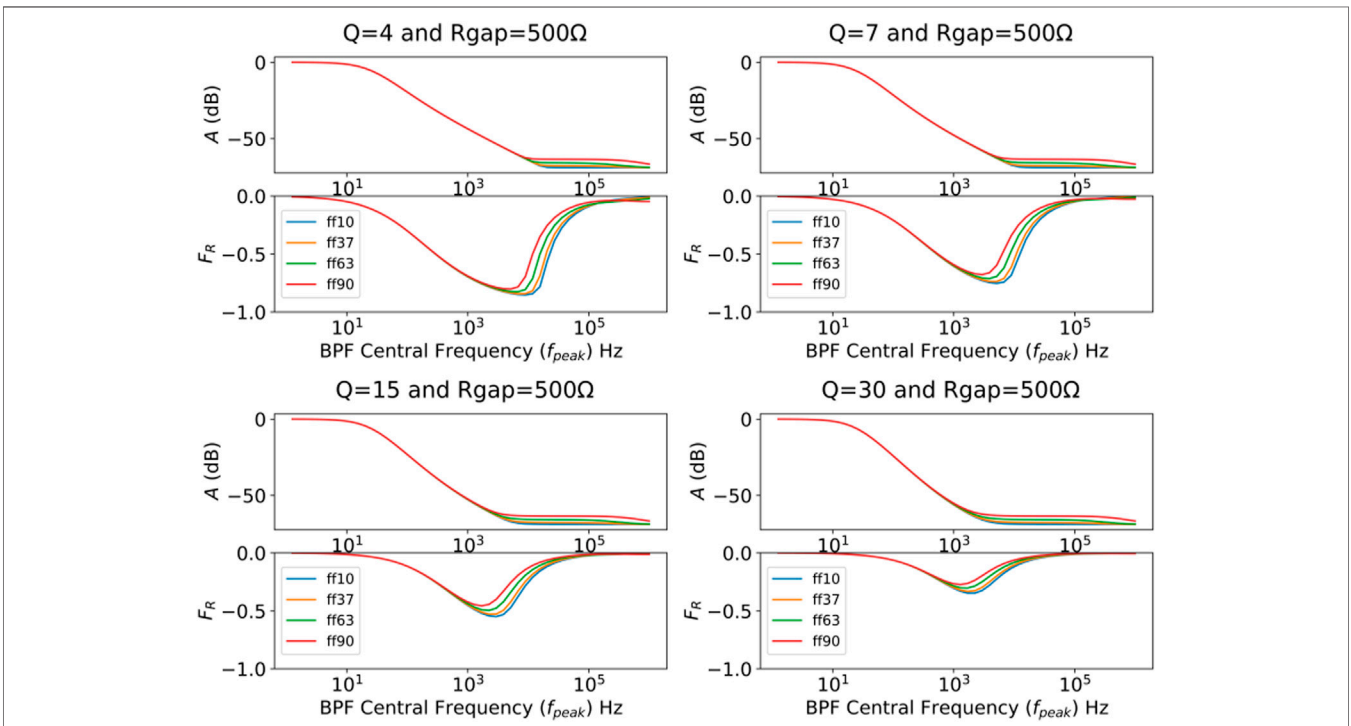 Q=4 and Rgap=500Ω
0
−50
A (dB)
10¹ 10³ 10⁵
0.0
−0.5
−1.0
F_R
ff10
ff37
ff63
ff90
10¹ 10³ 10⁵
BPF Central Frequency (f_peak) Hz
Q=7 and Rgap=500Ω
0
−50
A (dB)
10¹ 10³ 10⁵
0.0
−0.5
−1.0
F_R
ff10
ff37
ff63
ff90
10¹ 10³ 10⁵
BPF Central Frequency (f_peak) Hz
Q=15 and Rgap=500Ω
0
−50
A (dB)
10¹ 10³ 10⁵
0.0
−0.5
−1.0
F_R
ff10
ff37
ff63
ff90
10¹ 10³ 10⁵
BPF Central Frequency (f_peak) Hz
Q=30 and Rgap=500Ω
0
−50
A (dB)
10¹ 10³ 10⁵
0.0
−0.5
−1.0
F_R
ff10
ff37
ff63
ff90
10¹ 10³ 10⁵
BPF Central Frequency (f_peak) Hz